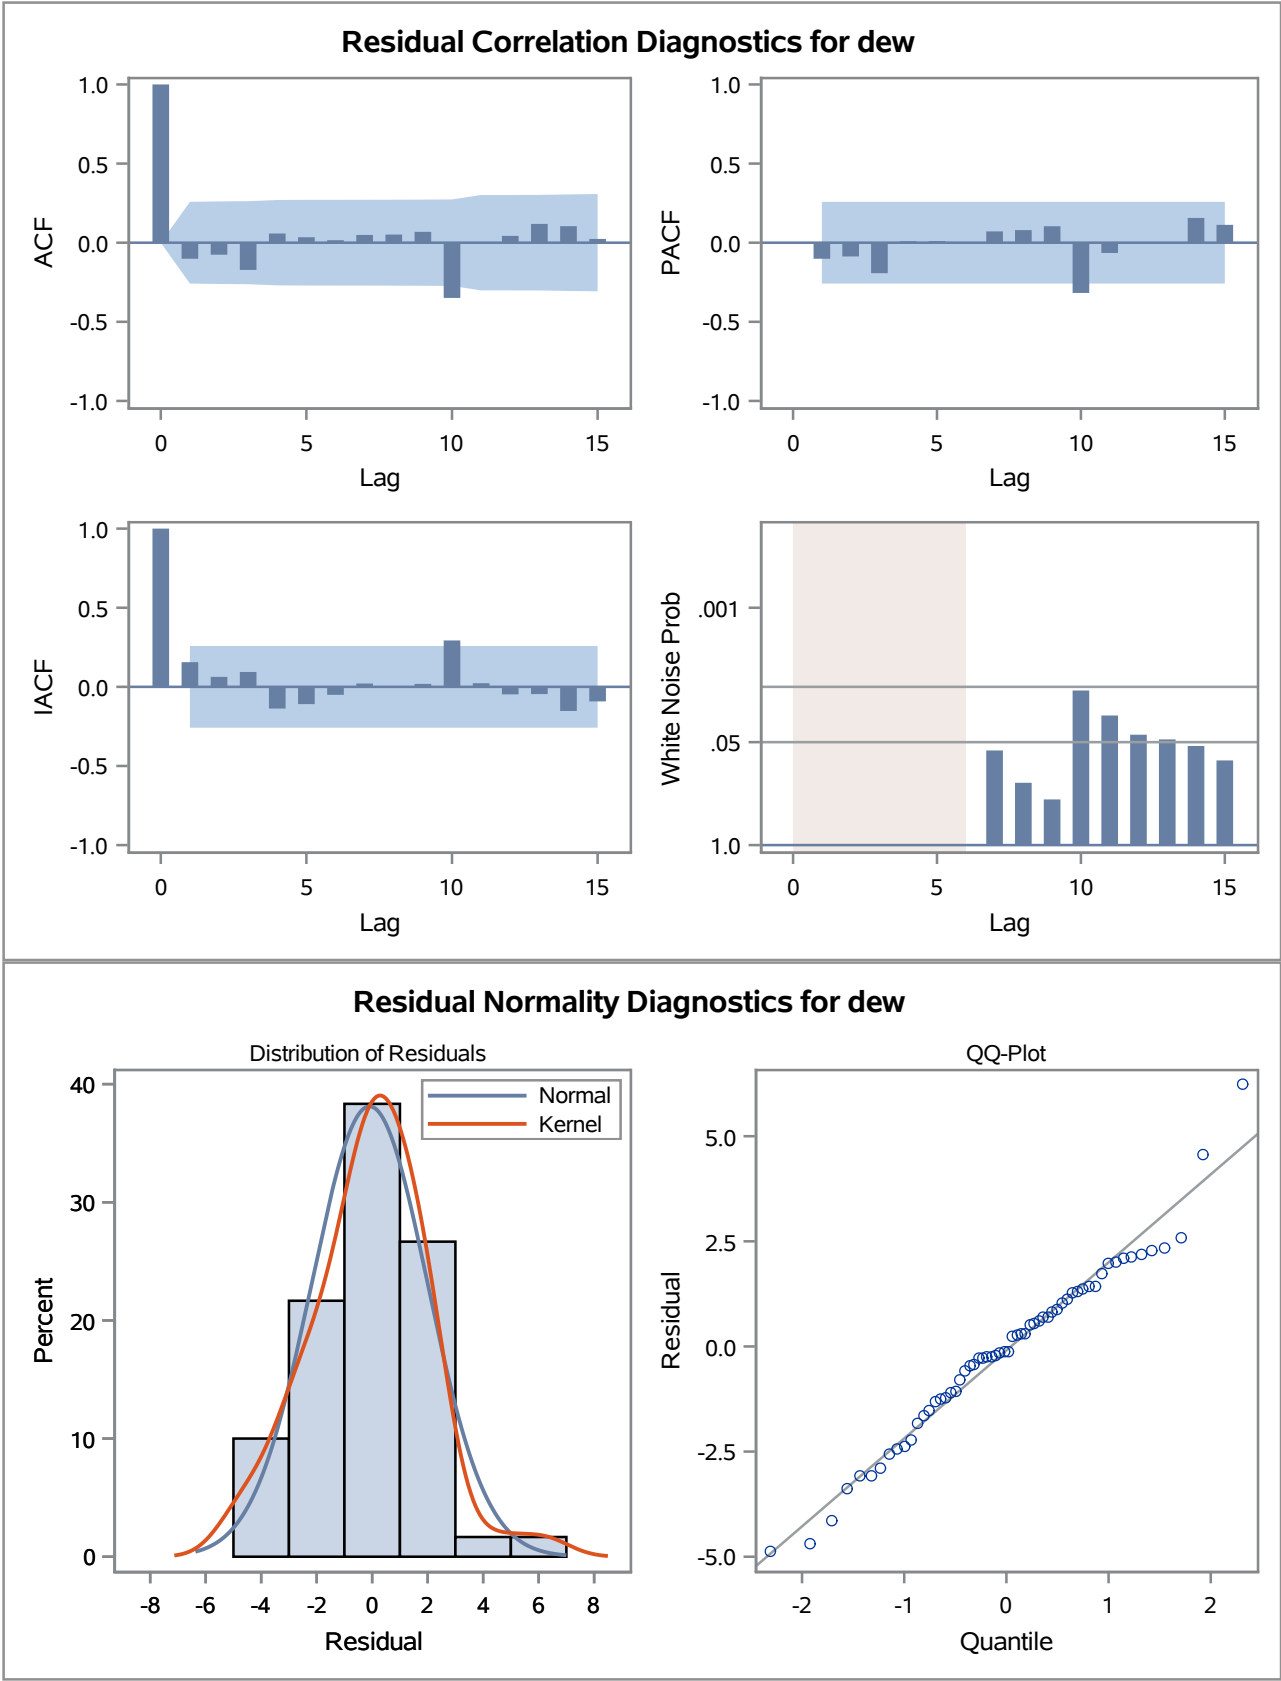 Residual Correlation Diagnostics for dew
1.0
0.5
0.0
-0.5
-1.0
ACF
0 5 10 15
Lag
1.0
0.5
0.0
-0.5
-1.0
PACF
0 5 10 15
Lag
1.0
0.5
0.0
-0.5
-1.0
IACF
0 5 10 15
Lag
.001
.05
1.0
White Noise Prob
0 5 10 15
Lag
Residual Normality Diagnostics for dew
Distribution of Residuals
40
30
20
10
0
Percent
Normal
Kernel
-8 -6 -4 -2 0 2 4 6 8
Residual
QQ-Plot
5.0
2.5
0.0
-2.5
-5.0
Residual
-2 -1 0 1 2
Quantile